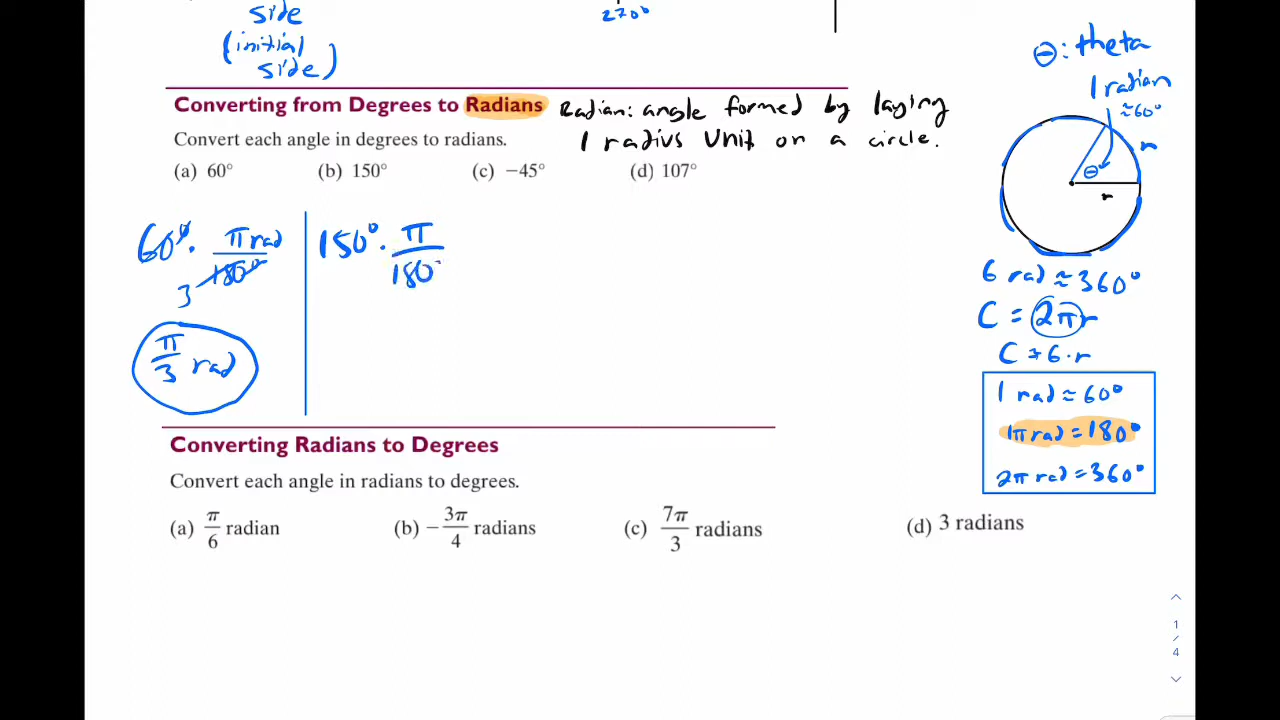 side
(initial
side)
270°
θ: theta
1 radian
≈60°
Converting from Degrees to Radians
Radian: angle formed by laying
1 radius unit on a circle.
Convert each angle in degrees to radians.
(a) 60° (b) 150° (c) −45° (d) 107°
r
θ
r
60° · π rad / 180°
3
π/3 rad
150° · π / 180°
6 rad ≈ 360°
C = 2πr
C ≈ 6·r
1 rad ≈ 60°
1π rad = 180°
2π rad = 360°
Converting Radians to Degrees
Convert each angle in radians to degrees.
(a) π/6 radian (b) −3π/4 radians (c) 7π/3 radians (d) 3 radians
1
/
4